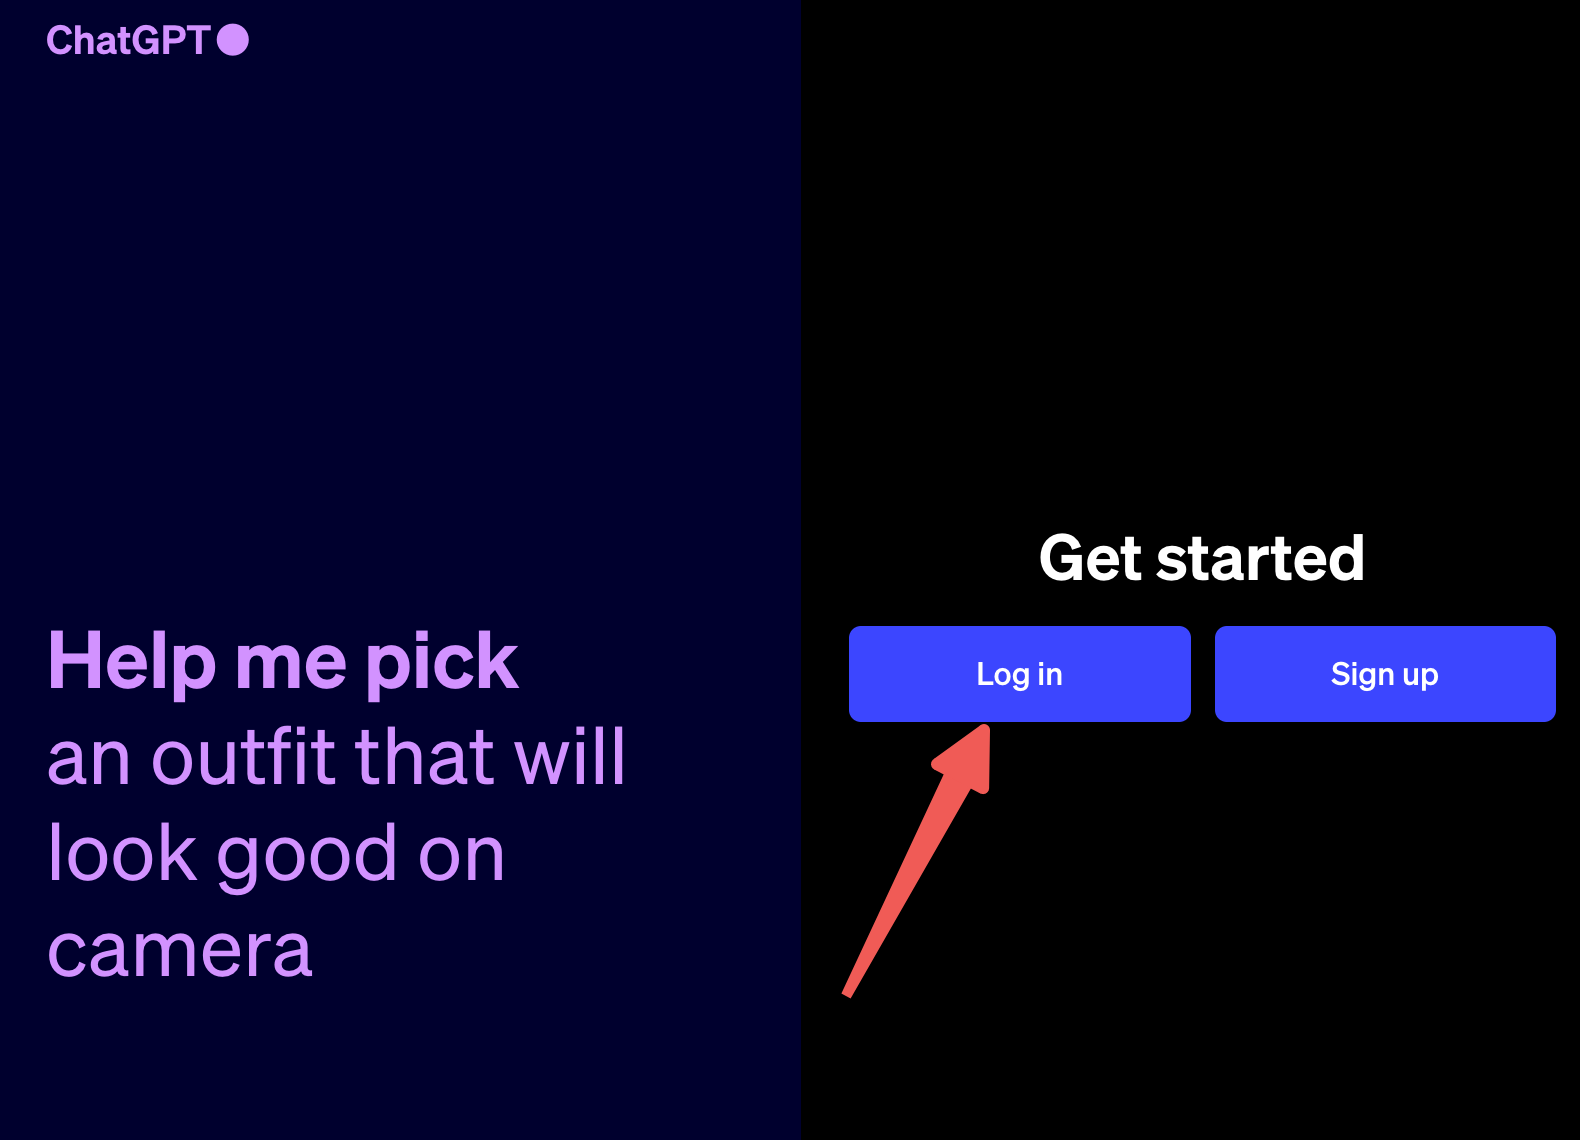 ChatGPT
Help me pick
an outfit that will
look good on
camera
Get started
Log in
Sign up